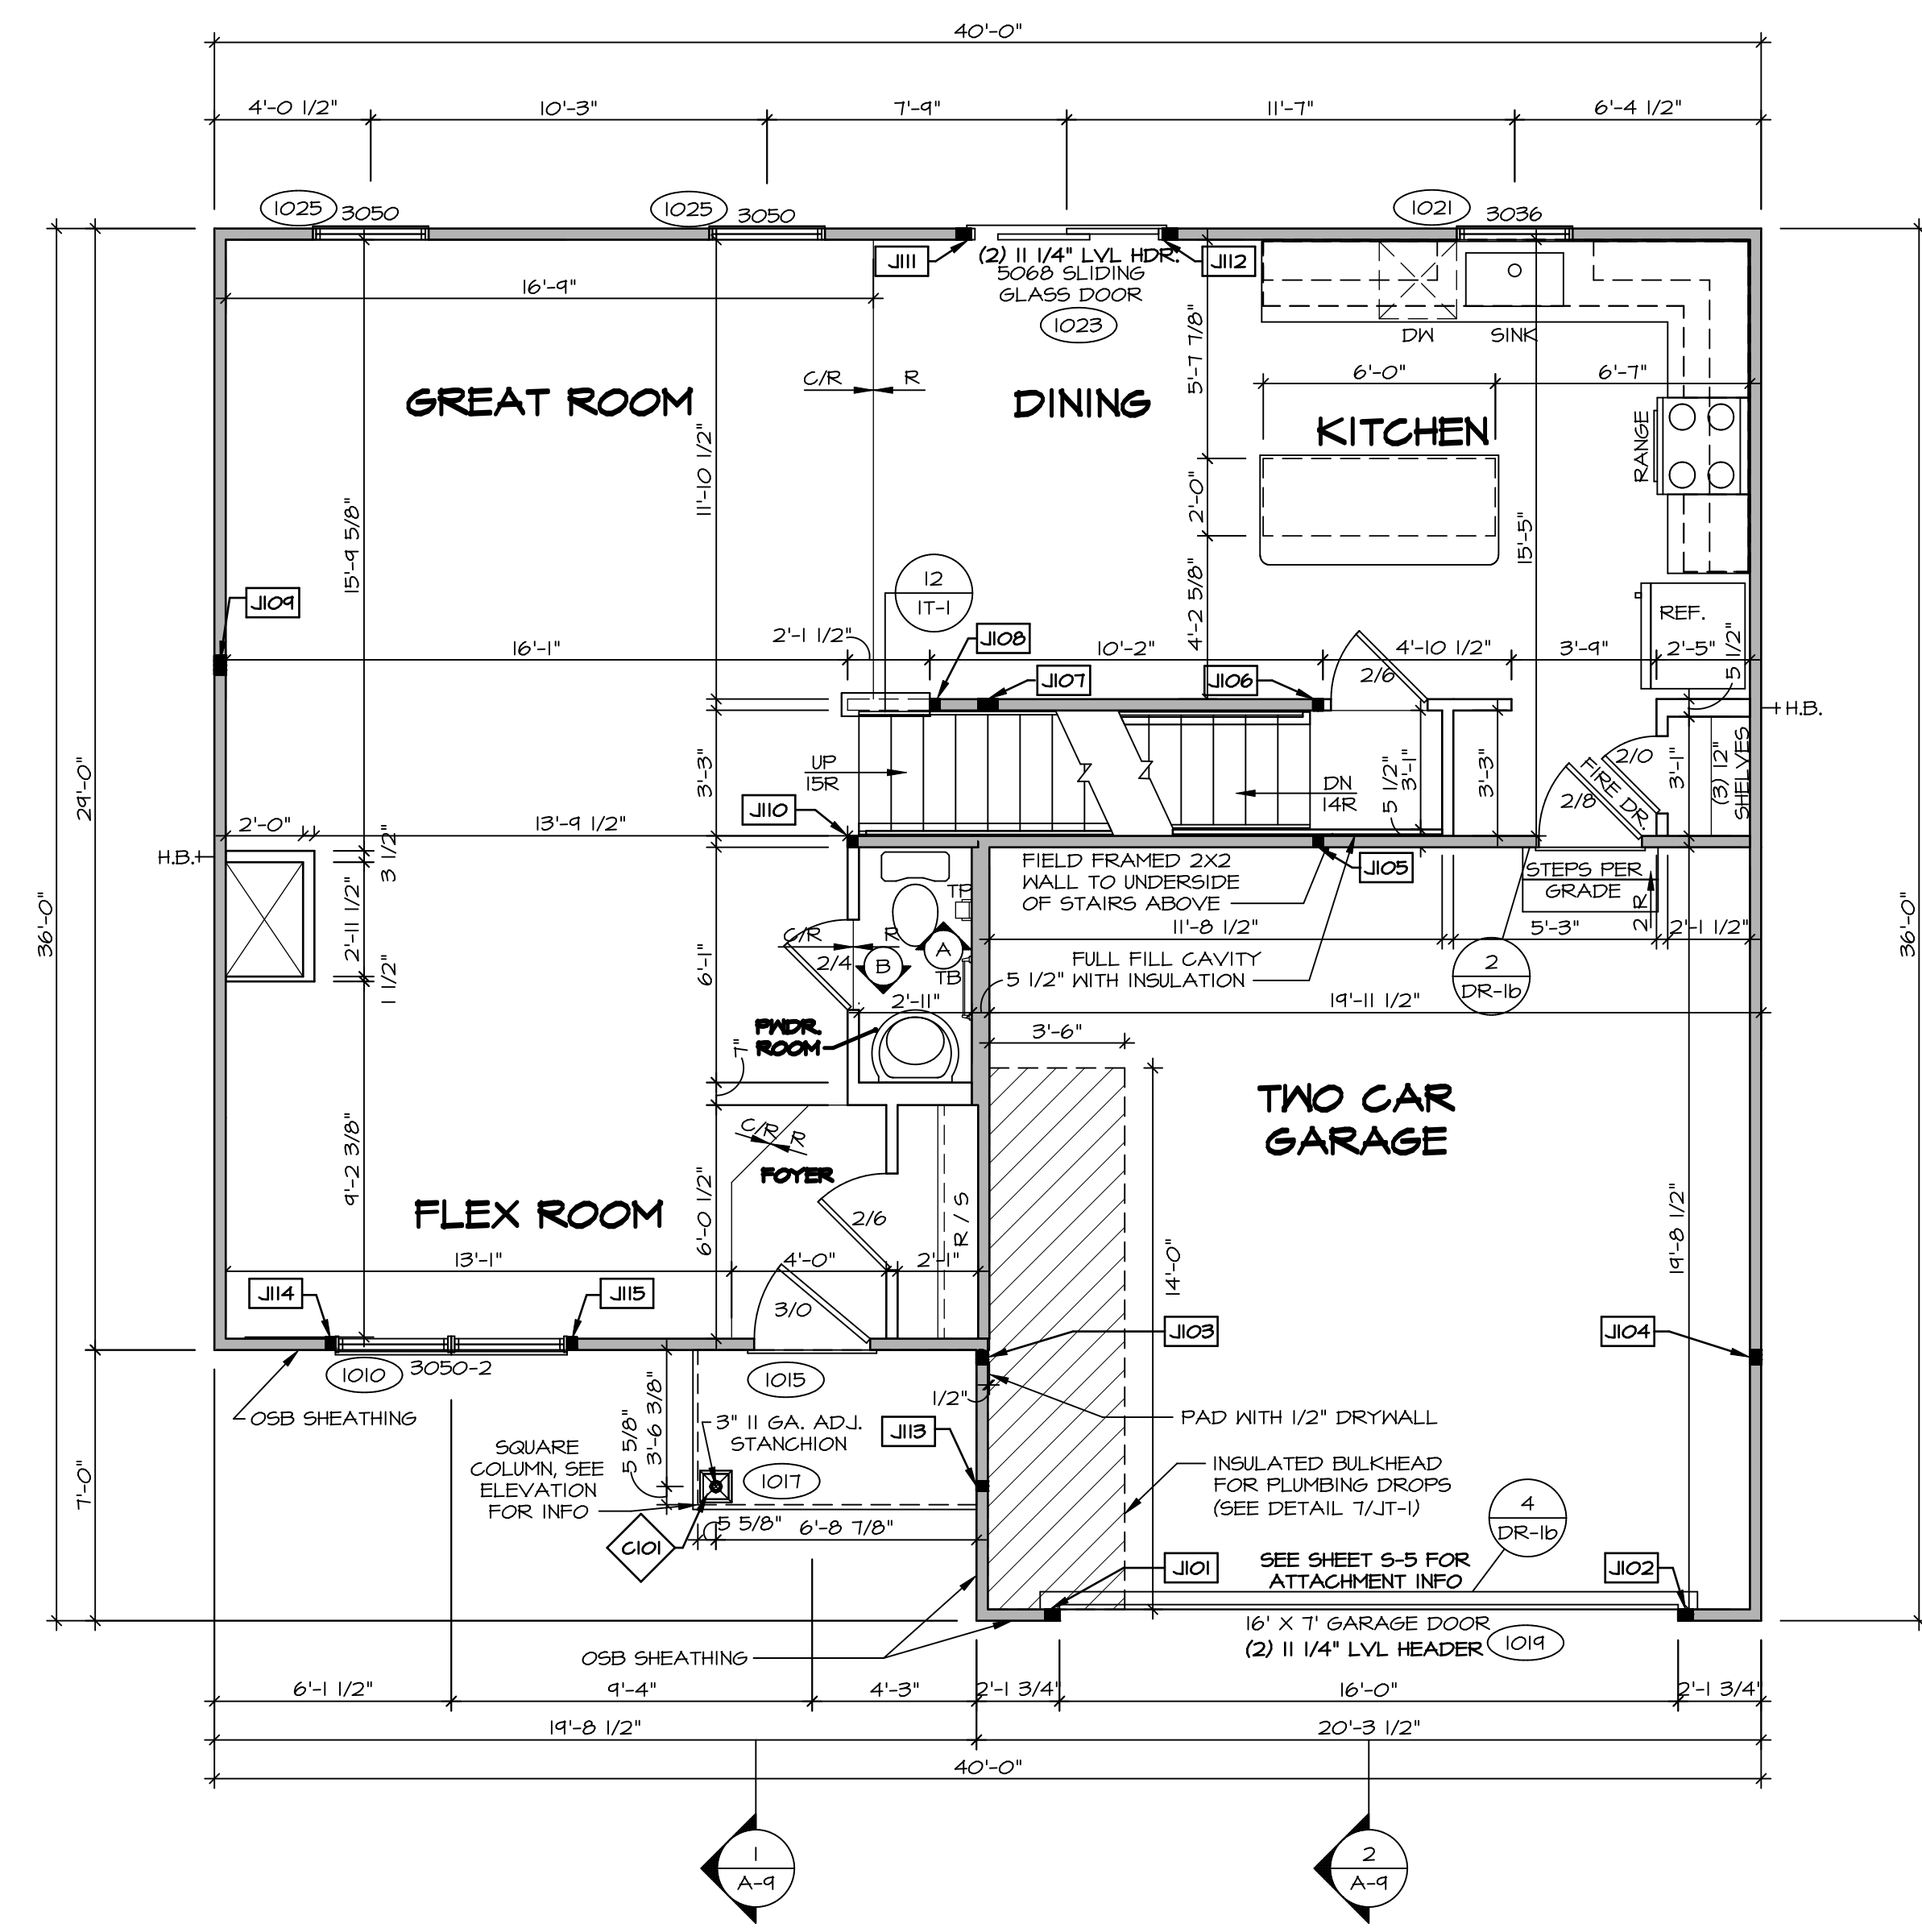 40'-0"
4'-0 1/2"
10'-3"
7'-9"
11'-7"
6'-4 1/2"
1025
3050
1025
3050
1021
3036
J111
(2) 11 1/4" LVL HDR.
5068 SLIDING
GLASS DOOR
1023
J112
16'-9"
DW
SINK
5'-7 7/8"
C/R
R
6'-0"
6'-7"
GREAT ROOM
DINING
KITCHEN
RANGE
11'-10 1/2"
15'-9 5/8"
2'-0"
15'-5"
12
1T-1
4'-2 5/8"
REF.
J109
2'-1 1/2"
J108
16'-1"
10'-2"
4'-10 1/2"
3'-9"
2'-5"
5 1/2"
J107
J106
2/6
H.B.
29'-0"
3'-3"
UP
15R
DN
14R
5 1/2"
3'-1"
3'-3"
2/0
FIRE DR.
2/8
3'-1"
(3) 12"
SHELVES
J110
2'-0"
13'-9 1/2"
H.B.
3 1/2"
2'-11 1/2"
1 1/2"
FIELD FRAMED 2X2
WALL TO UNDERSIDE
OF STAIRS ABOVE
J105
STEPS PER
GRADE
2 R
TP
11'-8 1/2"
5'-3"
2'-1 1/2"
36'-0"
36'-0"
C/R
R
A
2/4
B
TB
6'-1"
FULL FILL CAVITY
WITH INSULATION
5 1/2"
2
DR-1b
2'-11"
19'-11 1/2"
PWDR.
ROOM
3'-6"
7"
TWO CAR
GARAGE
C/R
R
FOYER
9'-2 3/8"
6'-0 1/2"
FLEX ROOM
2/6
R / S
13'-1"
4'-0"
2'-1"
14'-0"
19'-8 1/2"
J114
J115
3/0
J103
J104
1010
3050-2
1015
1/2"
OSB SHEATHING
PAD WITH 1/2" DRYWALL
5 5/8"
3'-6 3/8"
3" 11 GA. ADJ.
STANCHION
J113
SQUARE
COLUMN, SEE
ELEVATION
FOR INFO
1017
INSULATED BULKHEAD
FOR PLUMBING DROPS
(SEE DETAIL 7/JT-1)
7'-0"
4
DR-1b
5 5/8"
6'-8 7/8"
C101
J101
SEE SHEET S-5 FOR
ATTACHMENT INFO
J102
16' X 7' GARAGE DOOR
(2) 11 1/4" LVL HEADER
1019
OSB SHEATHING
6'-1 1/2"
9'-4"
4'-3"
2'-1 3/4"
16'-0"
2'-1 3/4"
19'-8 1/2"
20'-3 1/2"
40'-0"
1
A-9
2
A-9